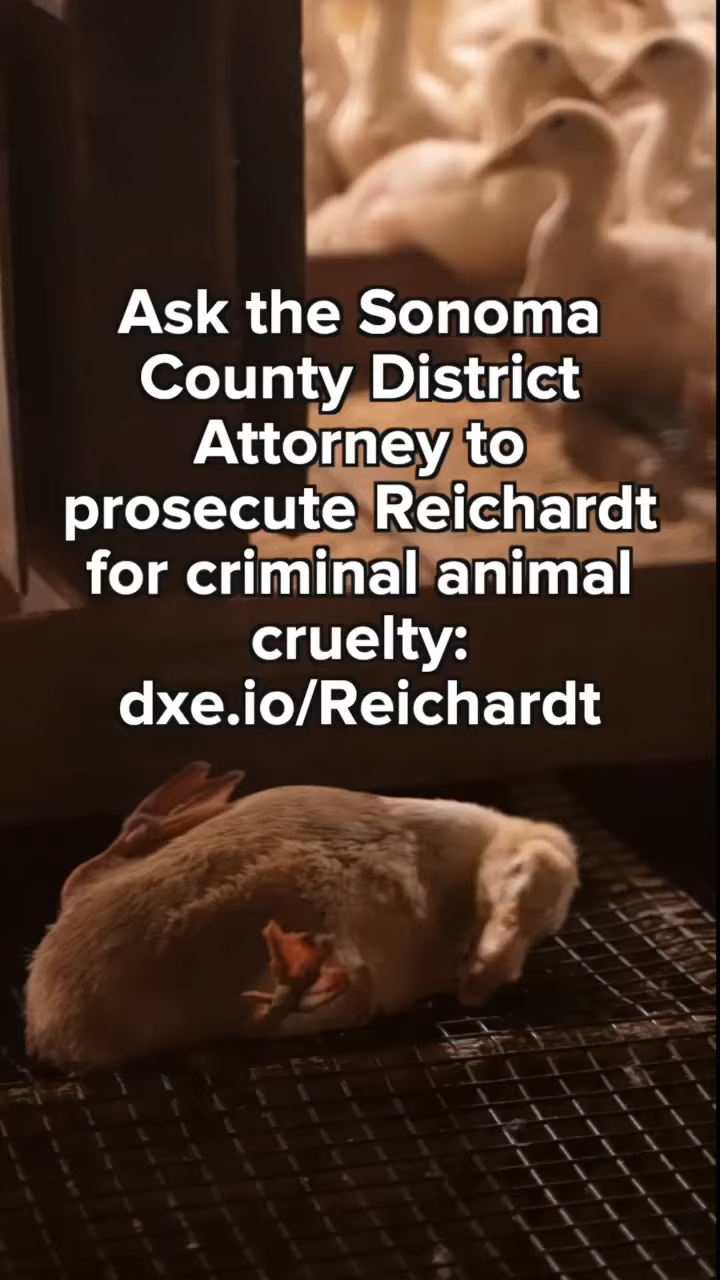 Ask the Sonoma
County District
Attorney to
prosecute Reichardt
for criminal animal
cruelty:
dxe.io/Reichardt